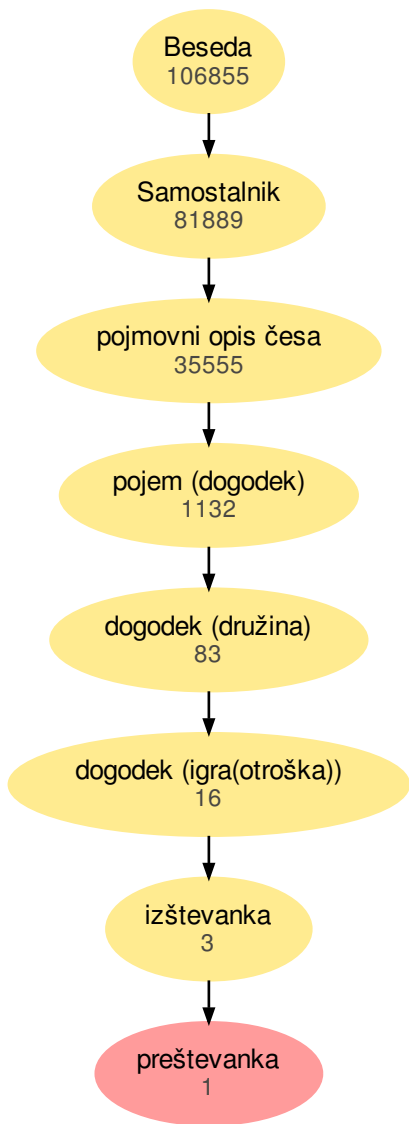 Beseda
106855
Samostalnik
81889
pojmovni opis česa
35555
pojem (dogodek)
1132
dogodek (družina)
83
dogodek (igra(otroška))
16
izštevanka
3
preštevanka
1